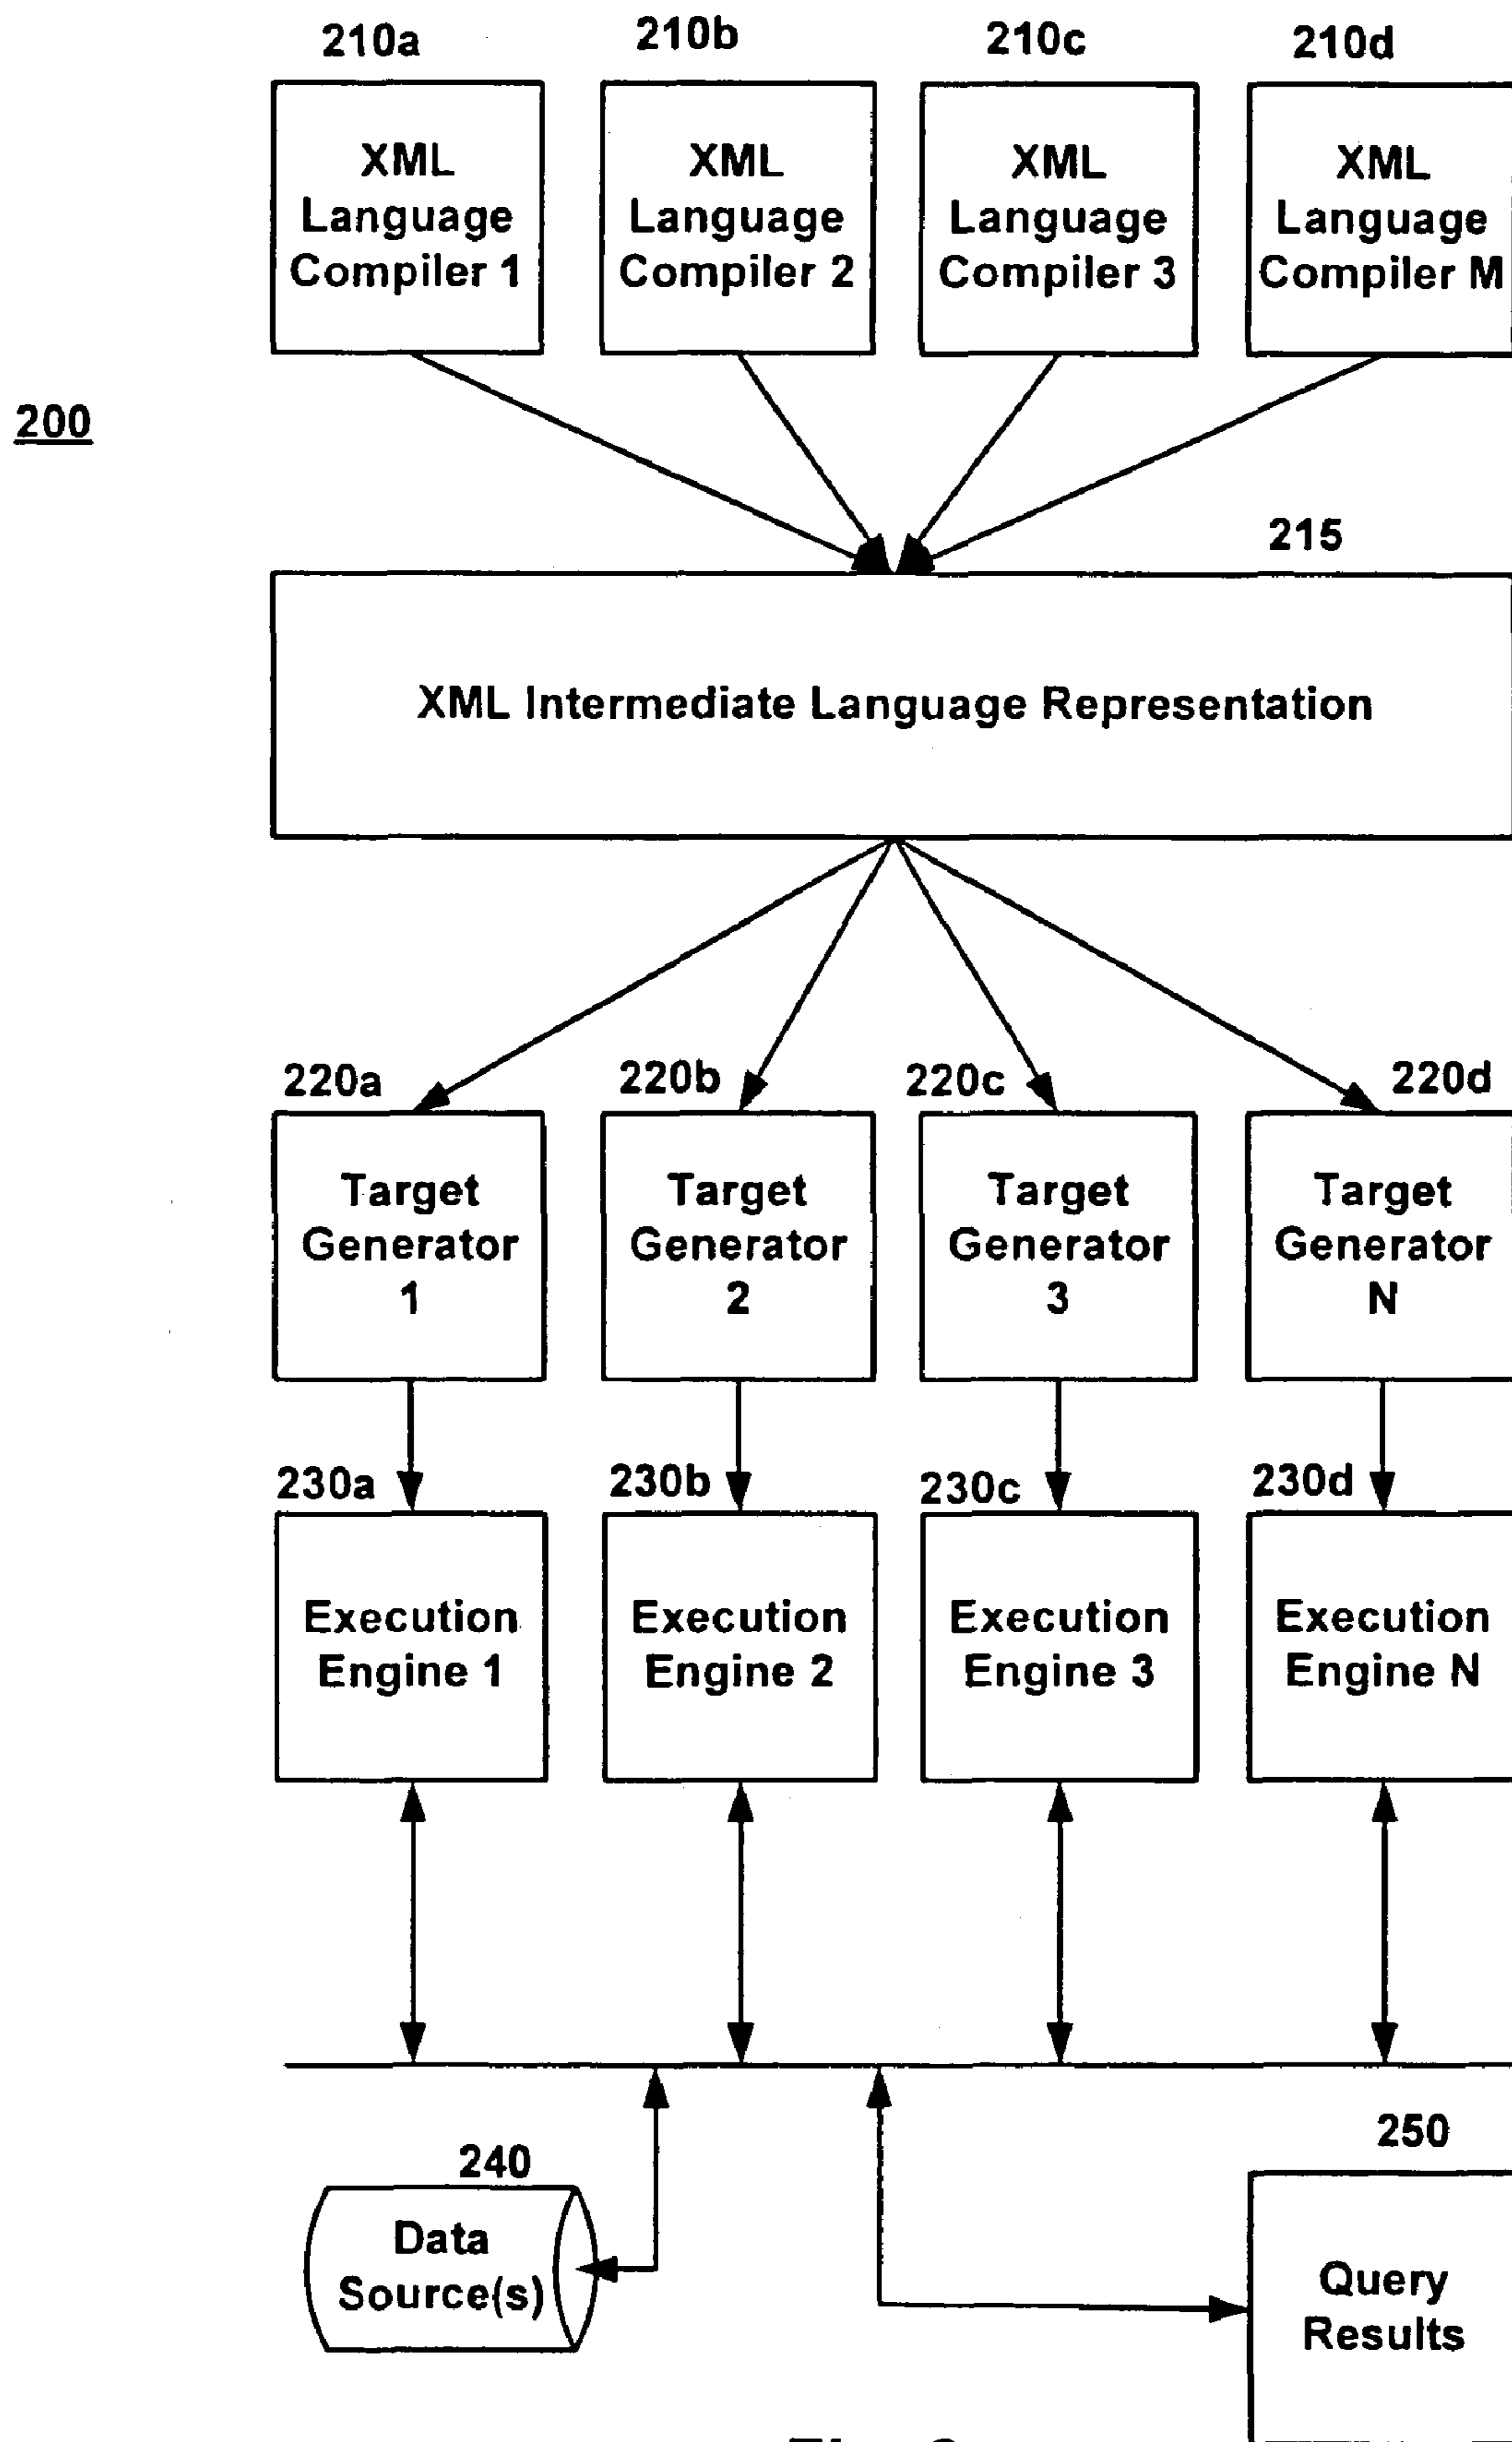 210a 210b 210c 210d
XML
Language
Compiler 1
XML
Language
Compiler 2
XML
Language
Compiler 3
XML
Language
Compiler M
200
215
XML Intermediate Language Representation
220a 220b 220c 220d
Target
Generator
1
Target
Generator
2
Target
Generator
3
Target
Generator
N
230a 230b 230c 230d
Execution
Engine 1
Execution
Engine 2
Execution
Engine 3
Execution
Engine N
240
Data
Source(s)
250
Query
Results